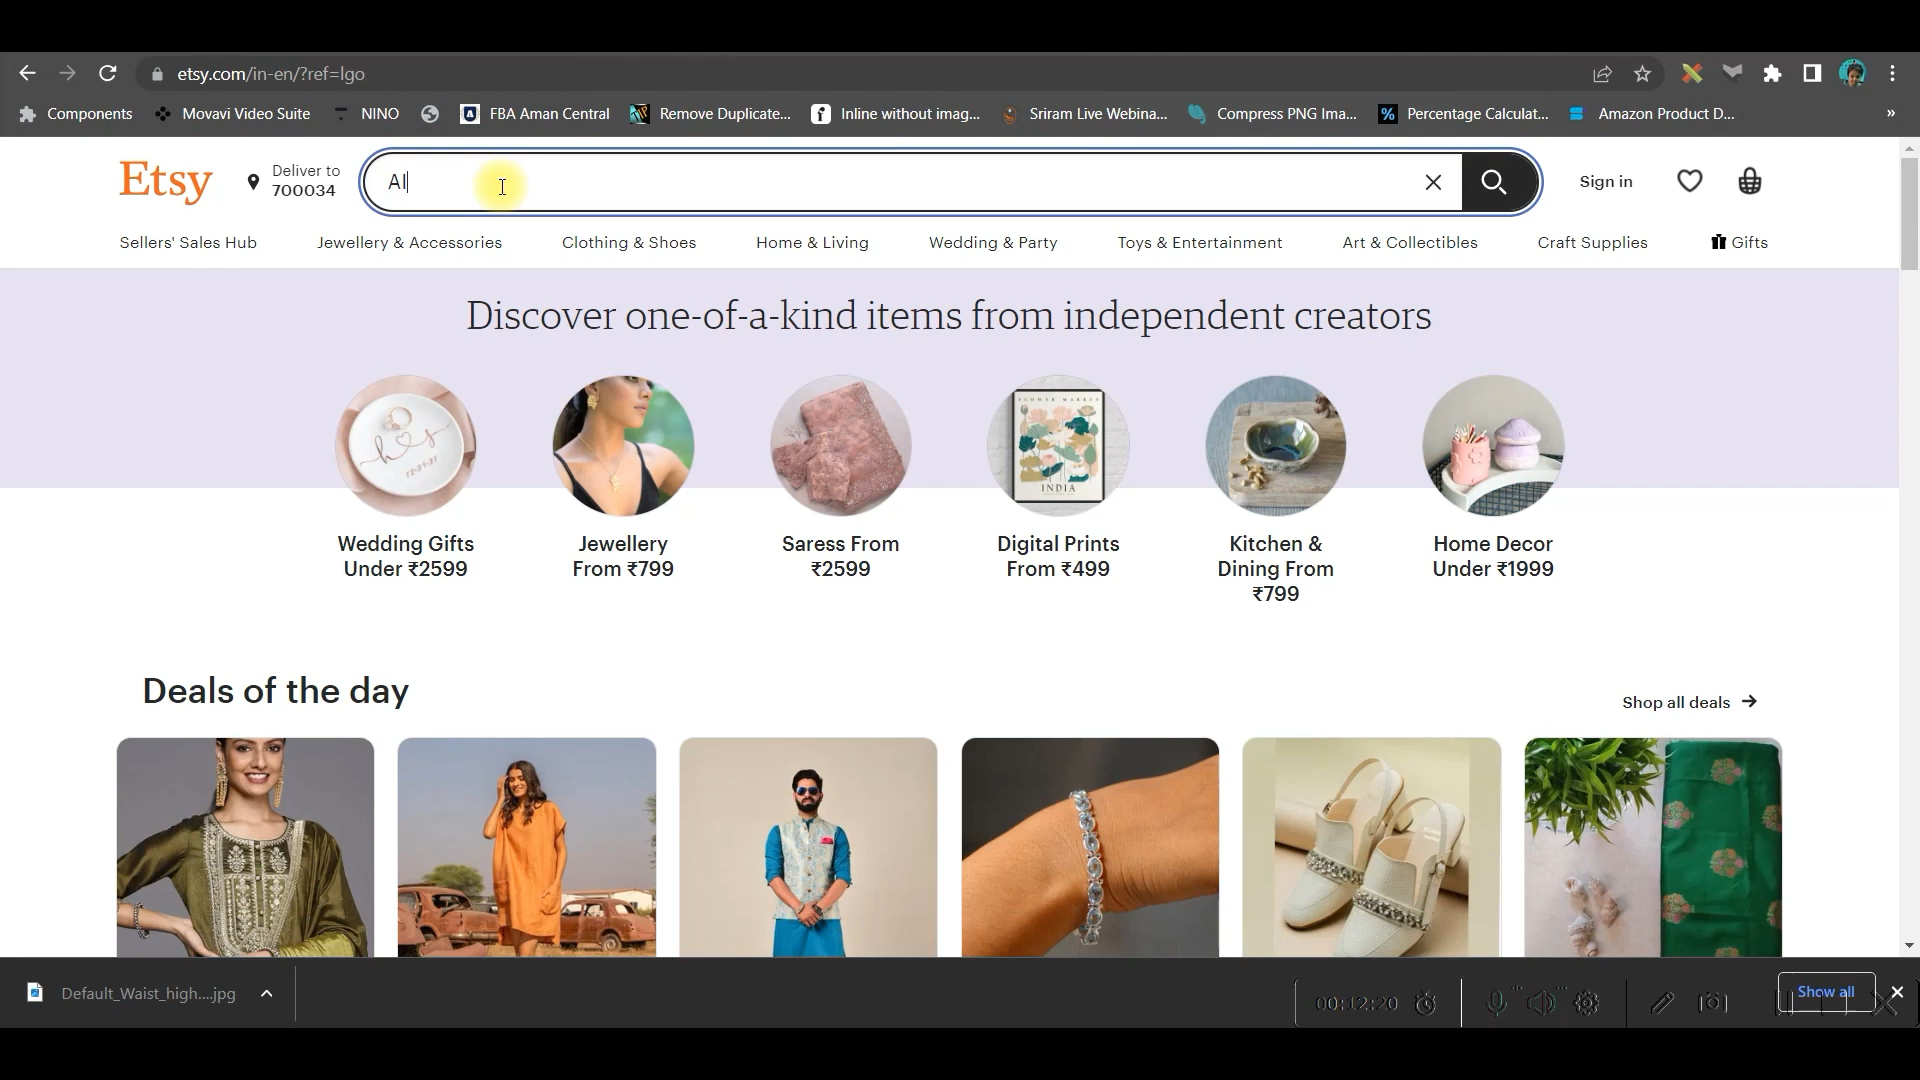 etsy.com/in-en/?ref=lgo
Components
Movavi Video Suite
NINO
FBA Aman Central
Remove Duplicate...
Inline without imag...
Sriram Live Webina...
Compress PNG Ima...
Percentage Calculat...
Amazon Product D...
»
Etsy
Deliver to
700034
AI
Sign in
Sellers' Sales Hub
Jewellery & Accessories
Clothing & Shoes
Home & Living
Wedding & Party
Toys & Entertainment
Art & Collectibles
Craft Supplies
Gifts
Discover one-of-a-kind items from independent creators
Wedding Gifts
Under ₹2599
Jewellery
From ₹799
Saress From
₹2599
Digital Prints
From ₹499
Kitchen &
Dining From
₹799
Home Decor
Under ₹1999
INDIA
Deals of the day
Shop all deals
Default_Waist_high....jpg
00:12:20
Show all